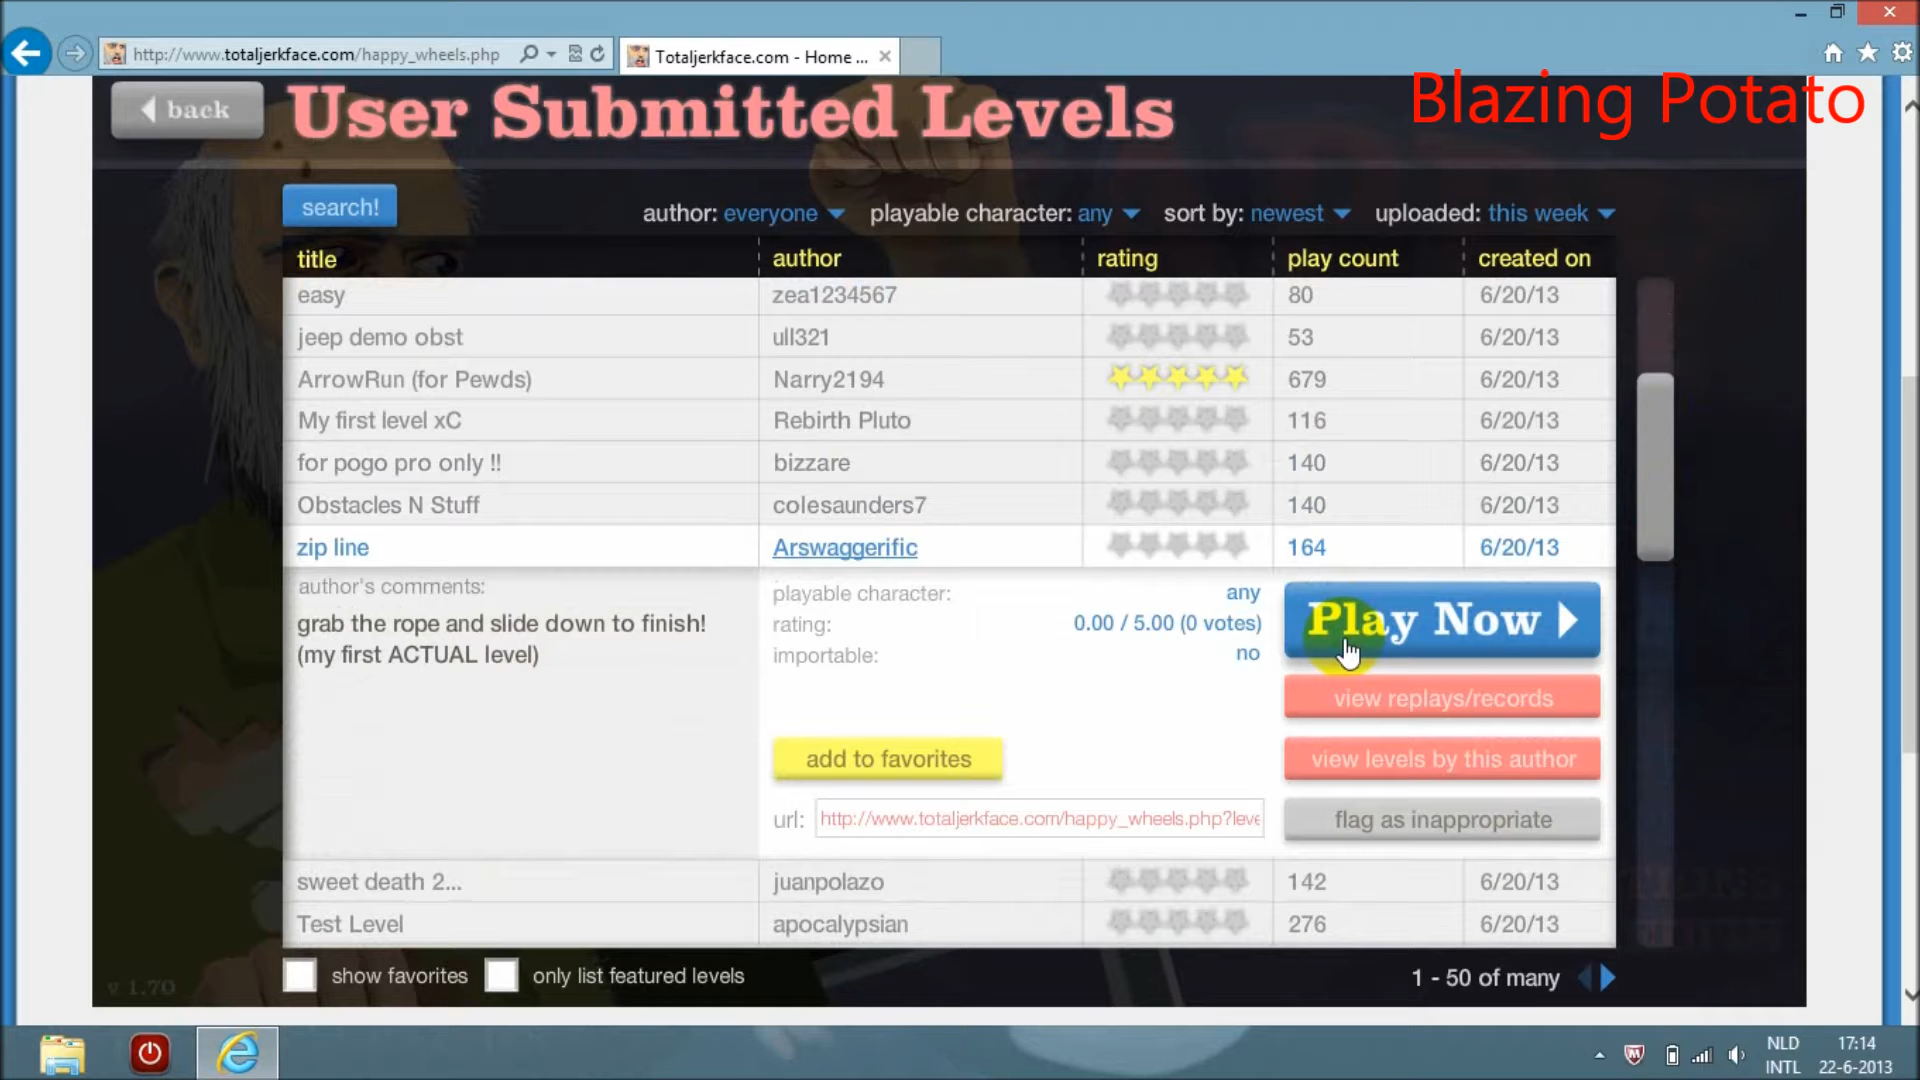 http://www.totaljerkface.com/happy_wheels.php
Totaljerkface.com - Home ...
Blazing Potato
back
User Submitted Levels
search!
author: everyone playable character: any sort by: newest uploaded: this week
title author rating play count created on
easy zea1234567 80 6/20/13
jeep demo obst ull321 53 6/20/13
ArrowRun (for Pewds) Narry2194 679 6/20/13
My first level xC Rebirth Pluto 116 6/20/13
for pogo pro only !! bizzare 140 6/20/13
Obstacles N Stuff colesaunders7 140 6/20/13
zip line Arswaggerific 164 6/20/13
author's comments:
grab the rope and slide down to finish!
(my first ACTUAL level)
playable character: any
rating: 0.00 / 5.00 (0 votes)
importable: no
Play Now
view replays/records
add to favorites
view levels by this author
url: http://www.totaljerkface.com/happy_wheels.php?leve
flag as inappropriate
sweet death 2... juanpolazo 142 6/20/13
Test Level apocalypsian 276 6/20/13
show favorites only list featured levels
1 - 50 of many
v 1.70
NLD 17:14
INTL 22-6-2013